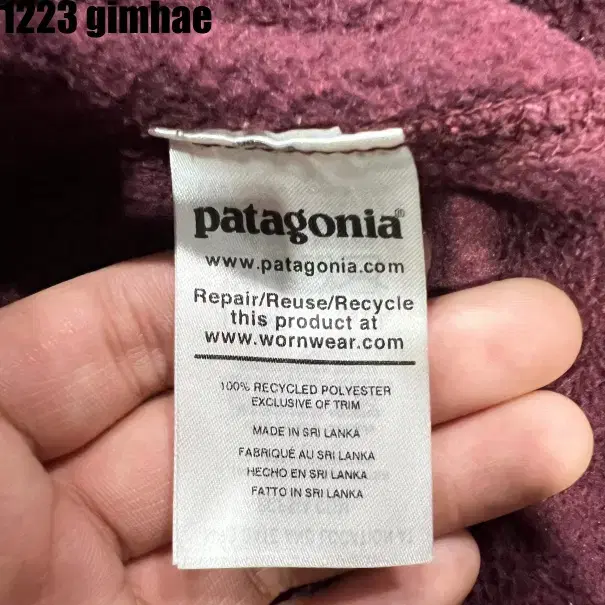 1223 gimhae
patagonia®
www.patagonia.com
Repair/Reuse/Recycle
this product at
www.wornwear.com
100% RECYCLED POLYESTER
EXCLUSIVE OF TRIM
MADE IN SRI LANKA
FABRIQUÉ AU SRI LANKA
HECHO EN SRI LANKA
FATTO IN SRI LANKA